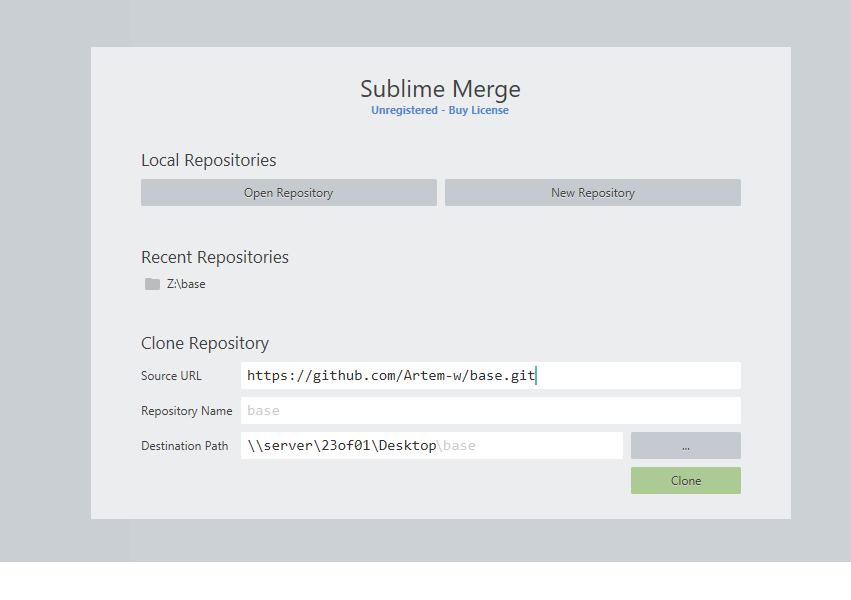 Sublime Merge
Unregistered - Buy License
Local Repositories
Open Repository
New Repository
Recent Repositories
Z:\base
Clone Repository
Source URL https://github.com/Artem-w/base.git
Repository Name base
Destination Path \\server\23of01\Desktop\base ...
Clone